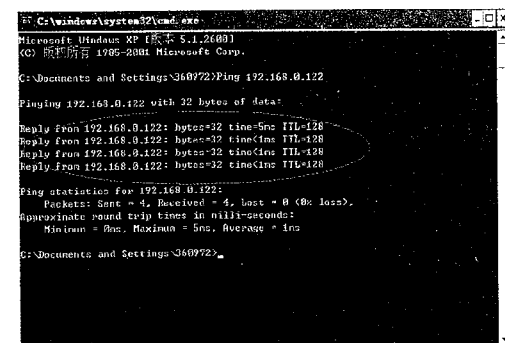 C:\windows\system32\cmd.exe
Microsoft Windows XP [版本 5.1.2600]
(C) 版权所有 1985-2001 Microsoft Corp.
C:\Documents and Settings\360972>Ping 192.168.0.122
Pinging 192.168.0.122 with 32 bytes of data:
Reply from 192.168.0.122: bytes=32 time=5ms TTL=128
Reply from 192.168.0.122: bytes=32 time<1ms TTL=128
Reply from 192.168.0.122: bytes=32 time<1ms TTL=128
Reply from 192.168.0.122: bytes=32 time<1ms TTL=128
Ping statistics for 192.168.0.122:
Packets: Sent = 4, Received = 4, Lost = 0 (0% loss),
Approximate round trip times in milli-seconds:
Minimum = 0ms, Maximum = 5ms, Average = 1ms
C:\Documents and Settings\360972>_